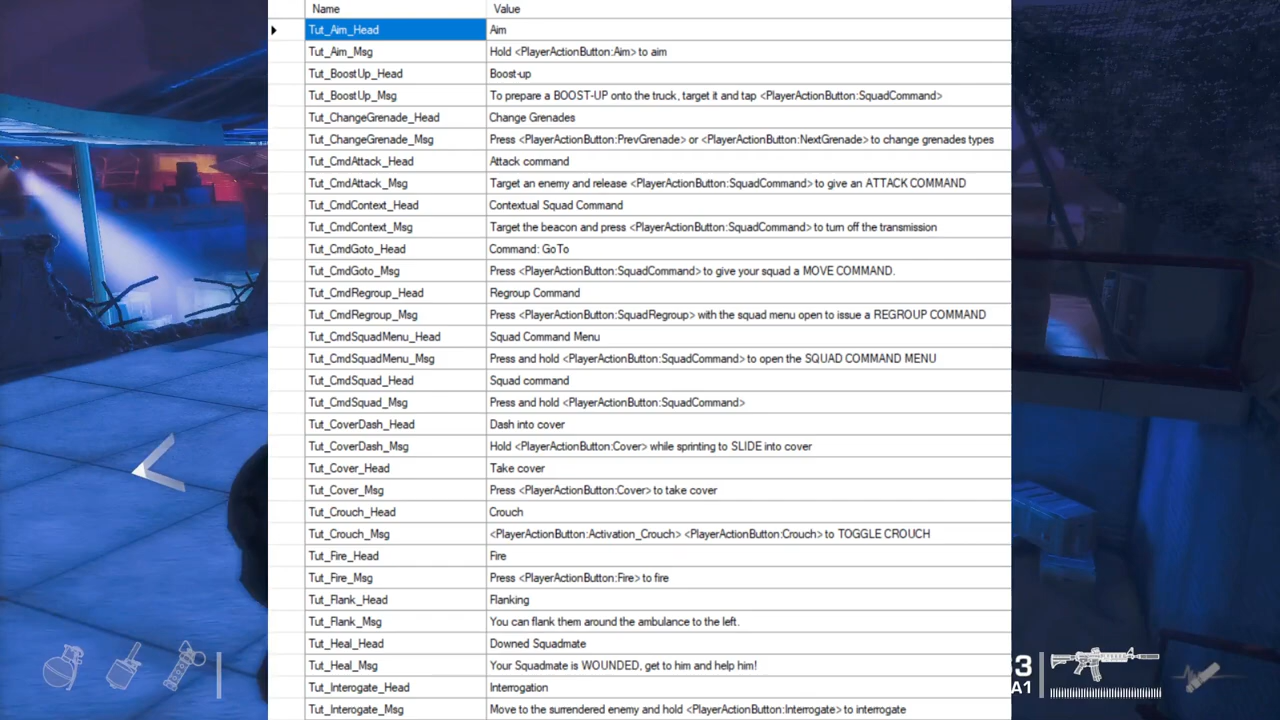 Name Value
Tut_Aim_Head Aim
Tut_Aim_Msg Hold <PlayerActionButton:Aim> to aim
Tut_BoostUp_Head Boost-up
Tut_BoostUp_Msg To prepare a BOOST-UP onto the truck, target it and tap <PlayerActionButton:SquadCommand>
Tut_ChangeGrenade_Head Change Grenades
Tut_ChangeGrenade_Msg Press <PlayerActionButton:PrevGrenade> or <PlayerActionButton:NextGrenade> to change grenades types
Tut_CmdAttack_Head Attack command
Tut_CmdAttack_Msg Target an enemy and release <PlayerActionButton:SquadCommand> to give an ATTACK COMMAND
Tut_CmdContext_Head Contextual Squad Command
Tut_CmdContext_Msg Target the beacon and press <PlayerActionButton:SquadCommand> to turn off the transmission
Tut_CmdGoto_Head Command: GoTo
Tut_CmdGoto_Msg Press <PlayerActionButton:SquadCommand> to give your squad a MOVE COMMAND.
Tut_CmdRegroup_Head Regroup Command
Tut_CmdRegroup_Msg Press <PlayerActionButton:SquadRegroup> with the squad menu open to issue a REGROUP COMMAND
Tut_CmdSquadMenu_Head Squad Command Menu
Tut_CmdSquadMenu_Msg Press and hold <PlayerActionButton:SquadCommand> to open the SQUAD COMMAND MENU
Tut_CmdSquad_Head Squad command
Tut_CmdSquad_Msg Press and hold <PlayerActionButton:SquadCommand>
Tut_CoverDash_Head Dash into cover
Tut_CoverDash_Msg Hold <PlayerActionButton:Cover> while sprinting to SLIDE into cover
Tut_Cover_Head Take cover
Tut_Cover_Msg Press <PlayerActionButton:Cover> to take cover
Tut_Crouch_Head Crouch
Tut_Crouch_Msg <PlayerActionButton:Activation_Crouch> <PlayerActionButton:Crouch> to TOGGLE CROUCH
Tut_Fire_Head Fire
Tut_Fire_Msg Press <PlayerActionButton:Fire> to fire
Tut_Flank_Head Flanking
Tut_Flank_Msg You can flank them around the ambulance to the left.
Tut_Heal_Head Downed Squadmate
Tut_Heal_Msg Your Squadmate is WOUNDED, get to him and help him!
Tut_Interogate_Head Interrogation
Tut_Interogate_Msg Move to the surrendered enemy and hold <PlayerActionButton:Interrogate> to interrogate
3
A1